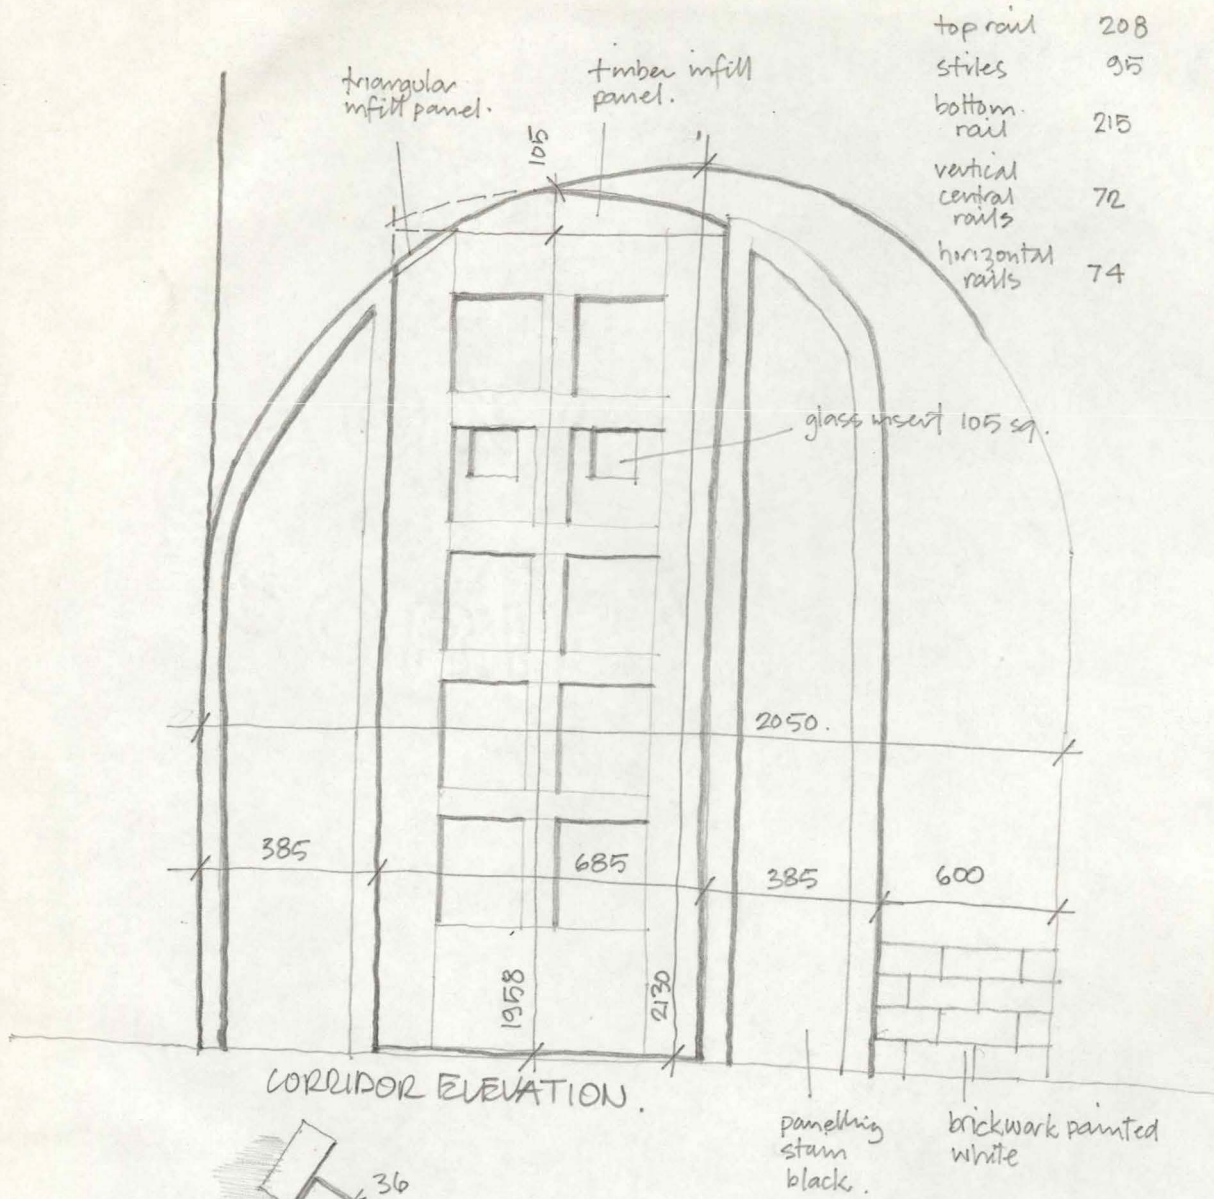 top rail 208
stiles 95
bottom
rail 215
vertical
central 72
rails
horizontal
rails 74
triangular
infill panel.
timber infill
panel.
105
glass insert 105 sq.
2050.
385
685
385
600
1958
2130
CORRIDOR ELEVATION.
panelling
stain
black.
brickwork painted
white
36